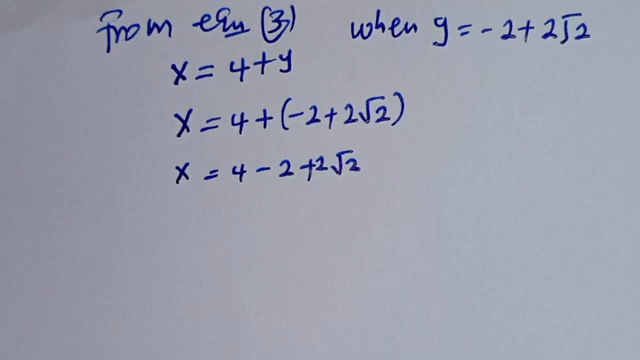 from eqn (3) when y = -2 + 2√2
x = 4 + y
x = 4 + (-2 + 2√2)
x = 4 - 2 + 2√2